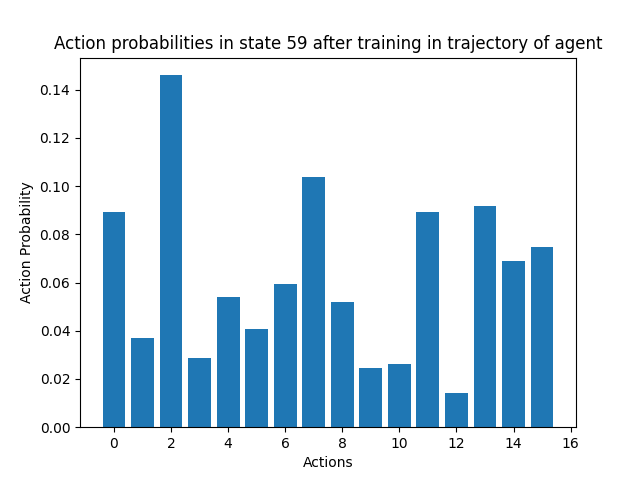 Action probabilities in state 59 after training in trajectory of agent
0.14
0.12
0.10
0.08
0.06
0.04
0.02
0.00
Action Probability
0 2 4 6 8 10 12 14 16
Actions